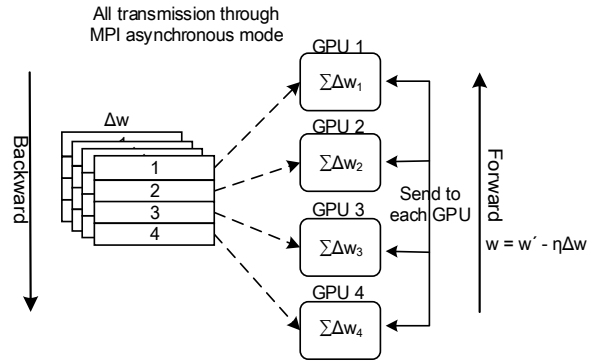 All transmission through
MPI asynchronous mode
GPU 1
∑Δw₁
Δw
1
1
2
3
4
GPU 2
∑Δw₂
GPU 3
∑Δw₃
GPU 4
∑Δw₄
Send to
each GPU
Backward
Forward
w = w´ - ηΔw